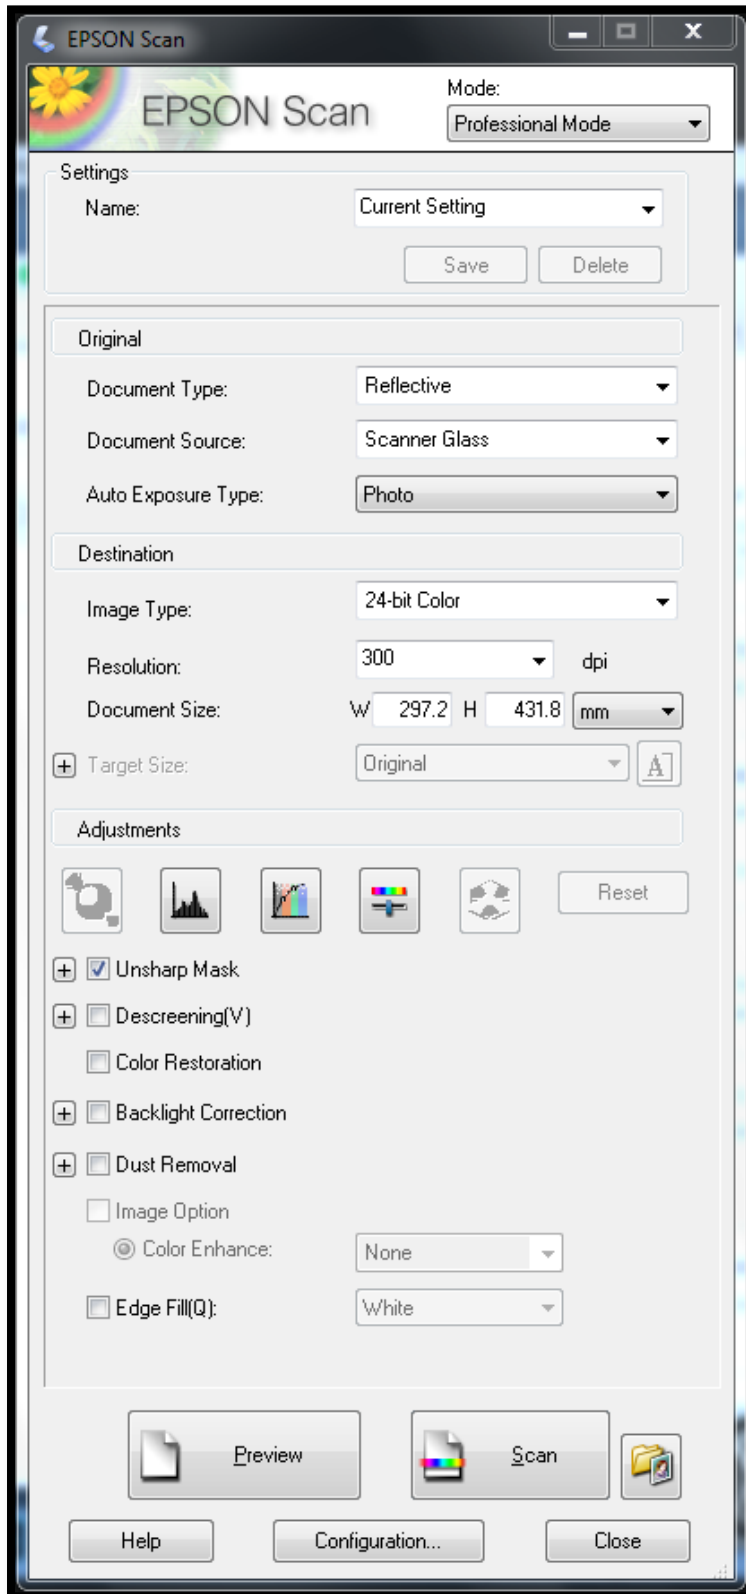 EPSON Scan
EPSON Scan
Mode:
Professional Mode
Settings
Name: Current Setting
Save Delete
Original
Document Type: Reflective
Document Source: Scanner Glass
Auto Exposure Type: Photo
Destination
Image Type: 24-bit Color
Resolution: 300 dpi
Document Size: W 297.2 H 431.8 mm
Target Size: Original A
Adjustments
Reset
Unsharp Mask
Descreening(V)
Color Restoration
Backlight Correction
Dust Removal
Image Option
Color Enhance: None
Edge Fill(Q): White
Preview Scan
Help Configuration... Close